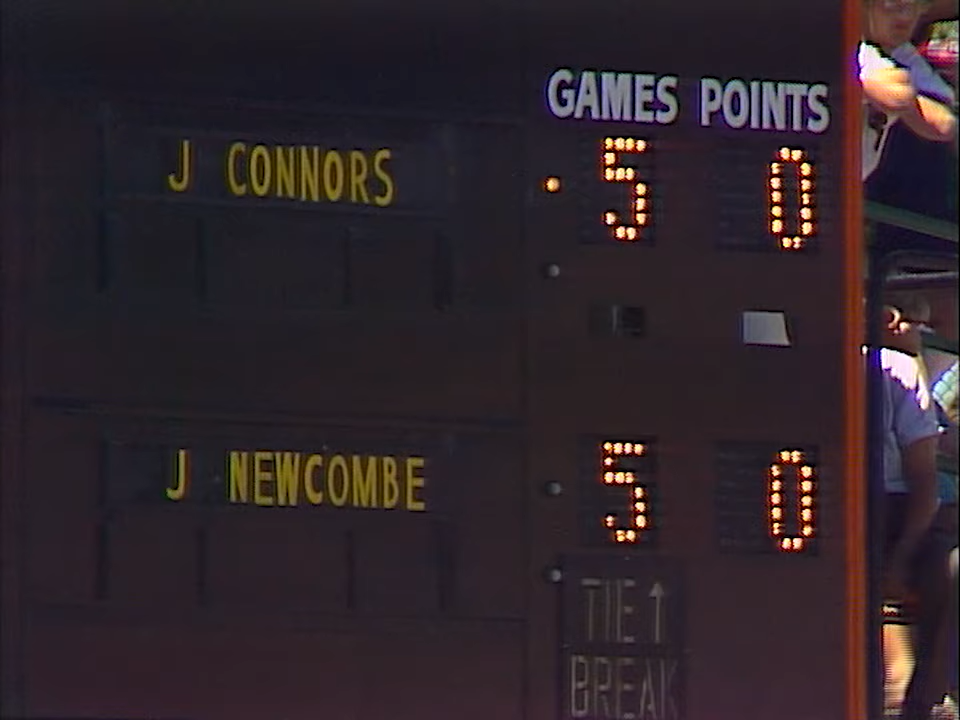 GAMES POINTS
J CONNORS 5 0
J NEWCOMBE 5 0
TIE ↑
BREAK